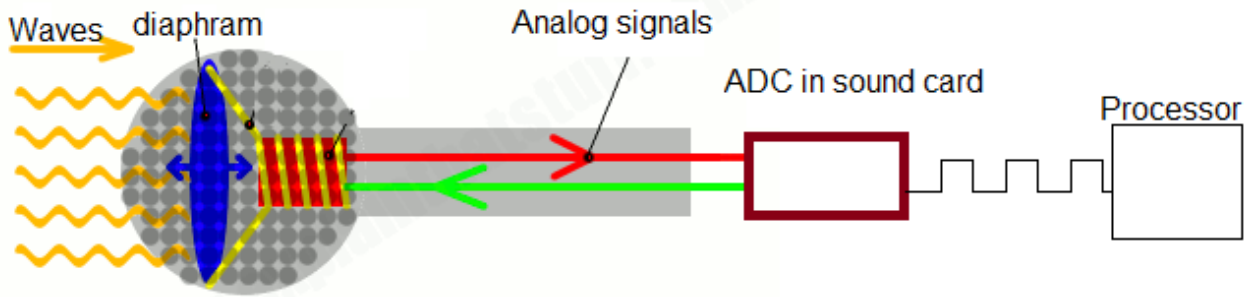 Waves
diaphram
Analog signals
ADC in sound card
Processor